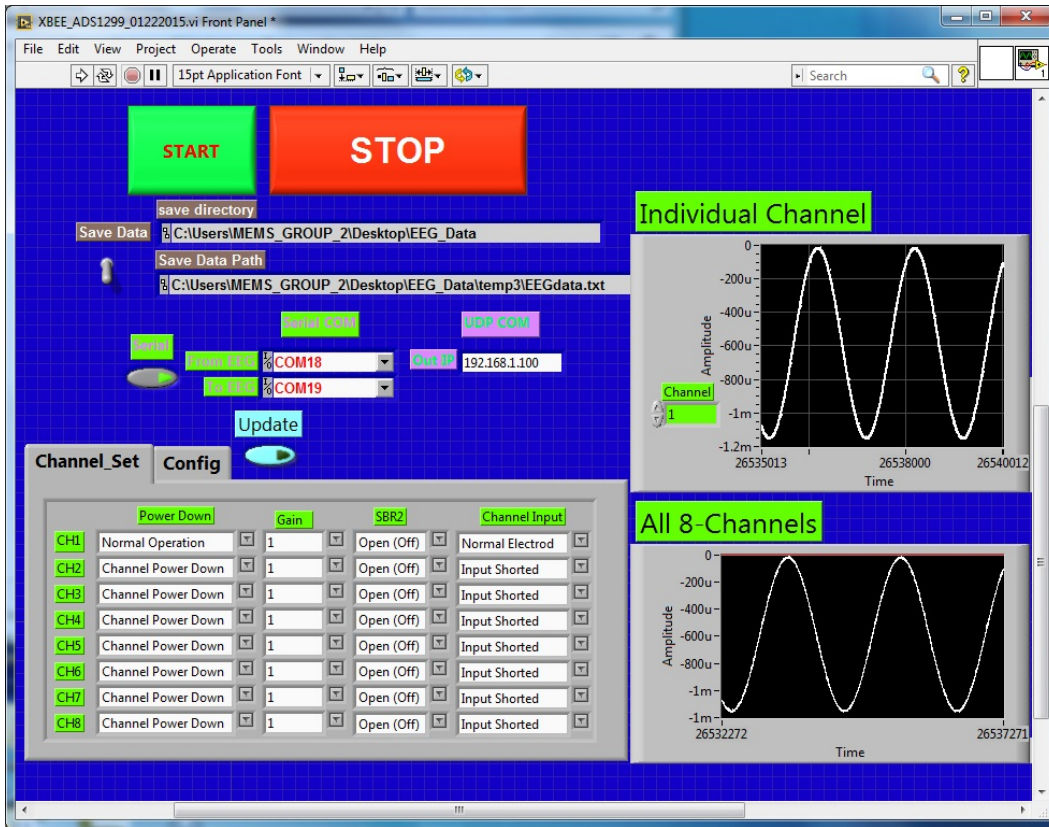 XBEE_ADS1299_01222015.vi Front Panel *
File Edit View Project Operate Tools Window Help
15pt Application Font
Search
1
START
STOP
save directory
Save Data
C:\Users\MEMS_GROUP_2\Desktop\EEG_Data
Save Data Path
C:\Users\MEMS_GROUP_2\Desktop\EEG_Data\temp3\EEGdata.txt
Serial COM
UDP COM
Serial
From EEG
COM18
Out IP
192.168.1.100
To EEG
COM19
Update
Channel_Set Config
Power Down Gain SBR2 Channel Input
CH1 Normal Operation 1 Open (Off) Normal Electrod
CH2 Channel Power Down 1 Open (Off) Input Shorted
CH3 Channel Power Down 1 Open (Off) Input Shorted
CH4 Channel Power Down 1 Open (Off) Input Shorted
CH5 Channel Power Down 1 Open (Off) Input Shorted
CH6 Channel Power Down 1 Open (Off) Input Shorted
CH7 Channel Power Down 1 Open (Off) Input Shorted
CH8 Channel Power Down 1 Open (Off) Input Shorted
Individual Channel
0
-200u
-400u
-600u
-800u
-1m
-1.2m
Amplitude
Channel
1
26535013 26538000 26540012
Time
All 8-Channels
0
-200u
-400u
-600u
-800u
-1m
-1m
Amplitude
26532272 26537271
Time